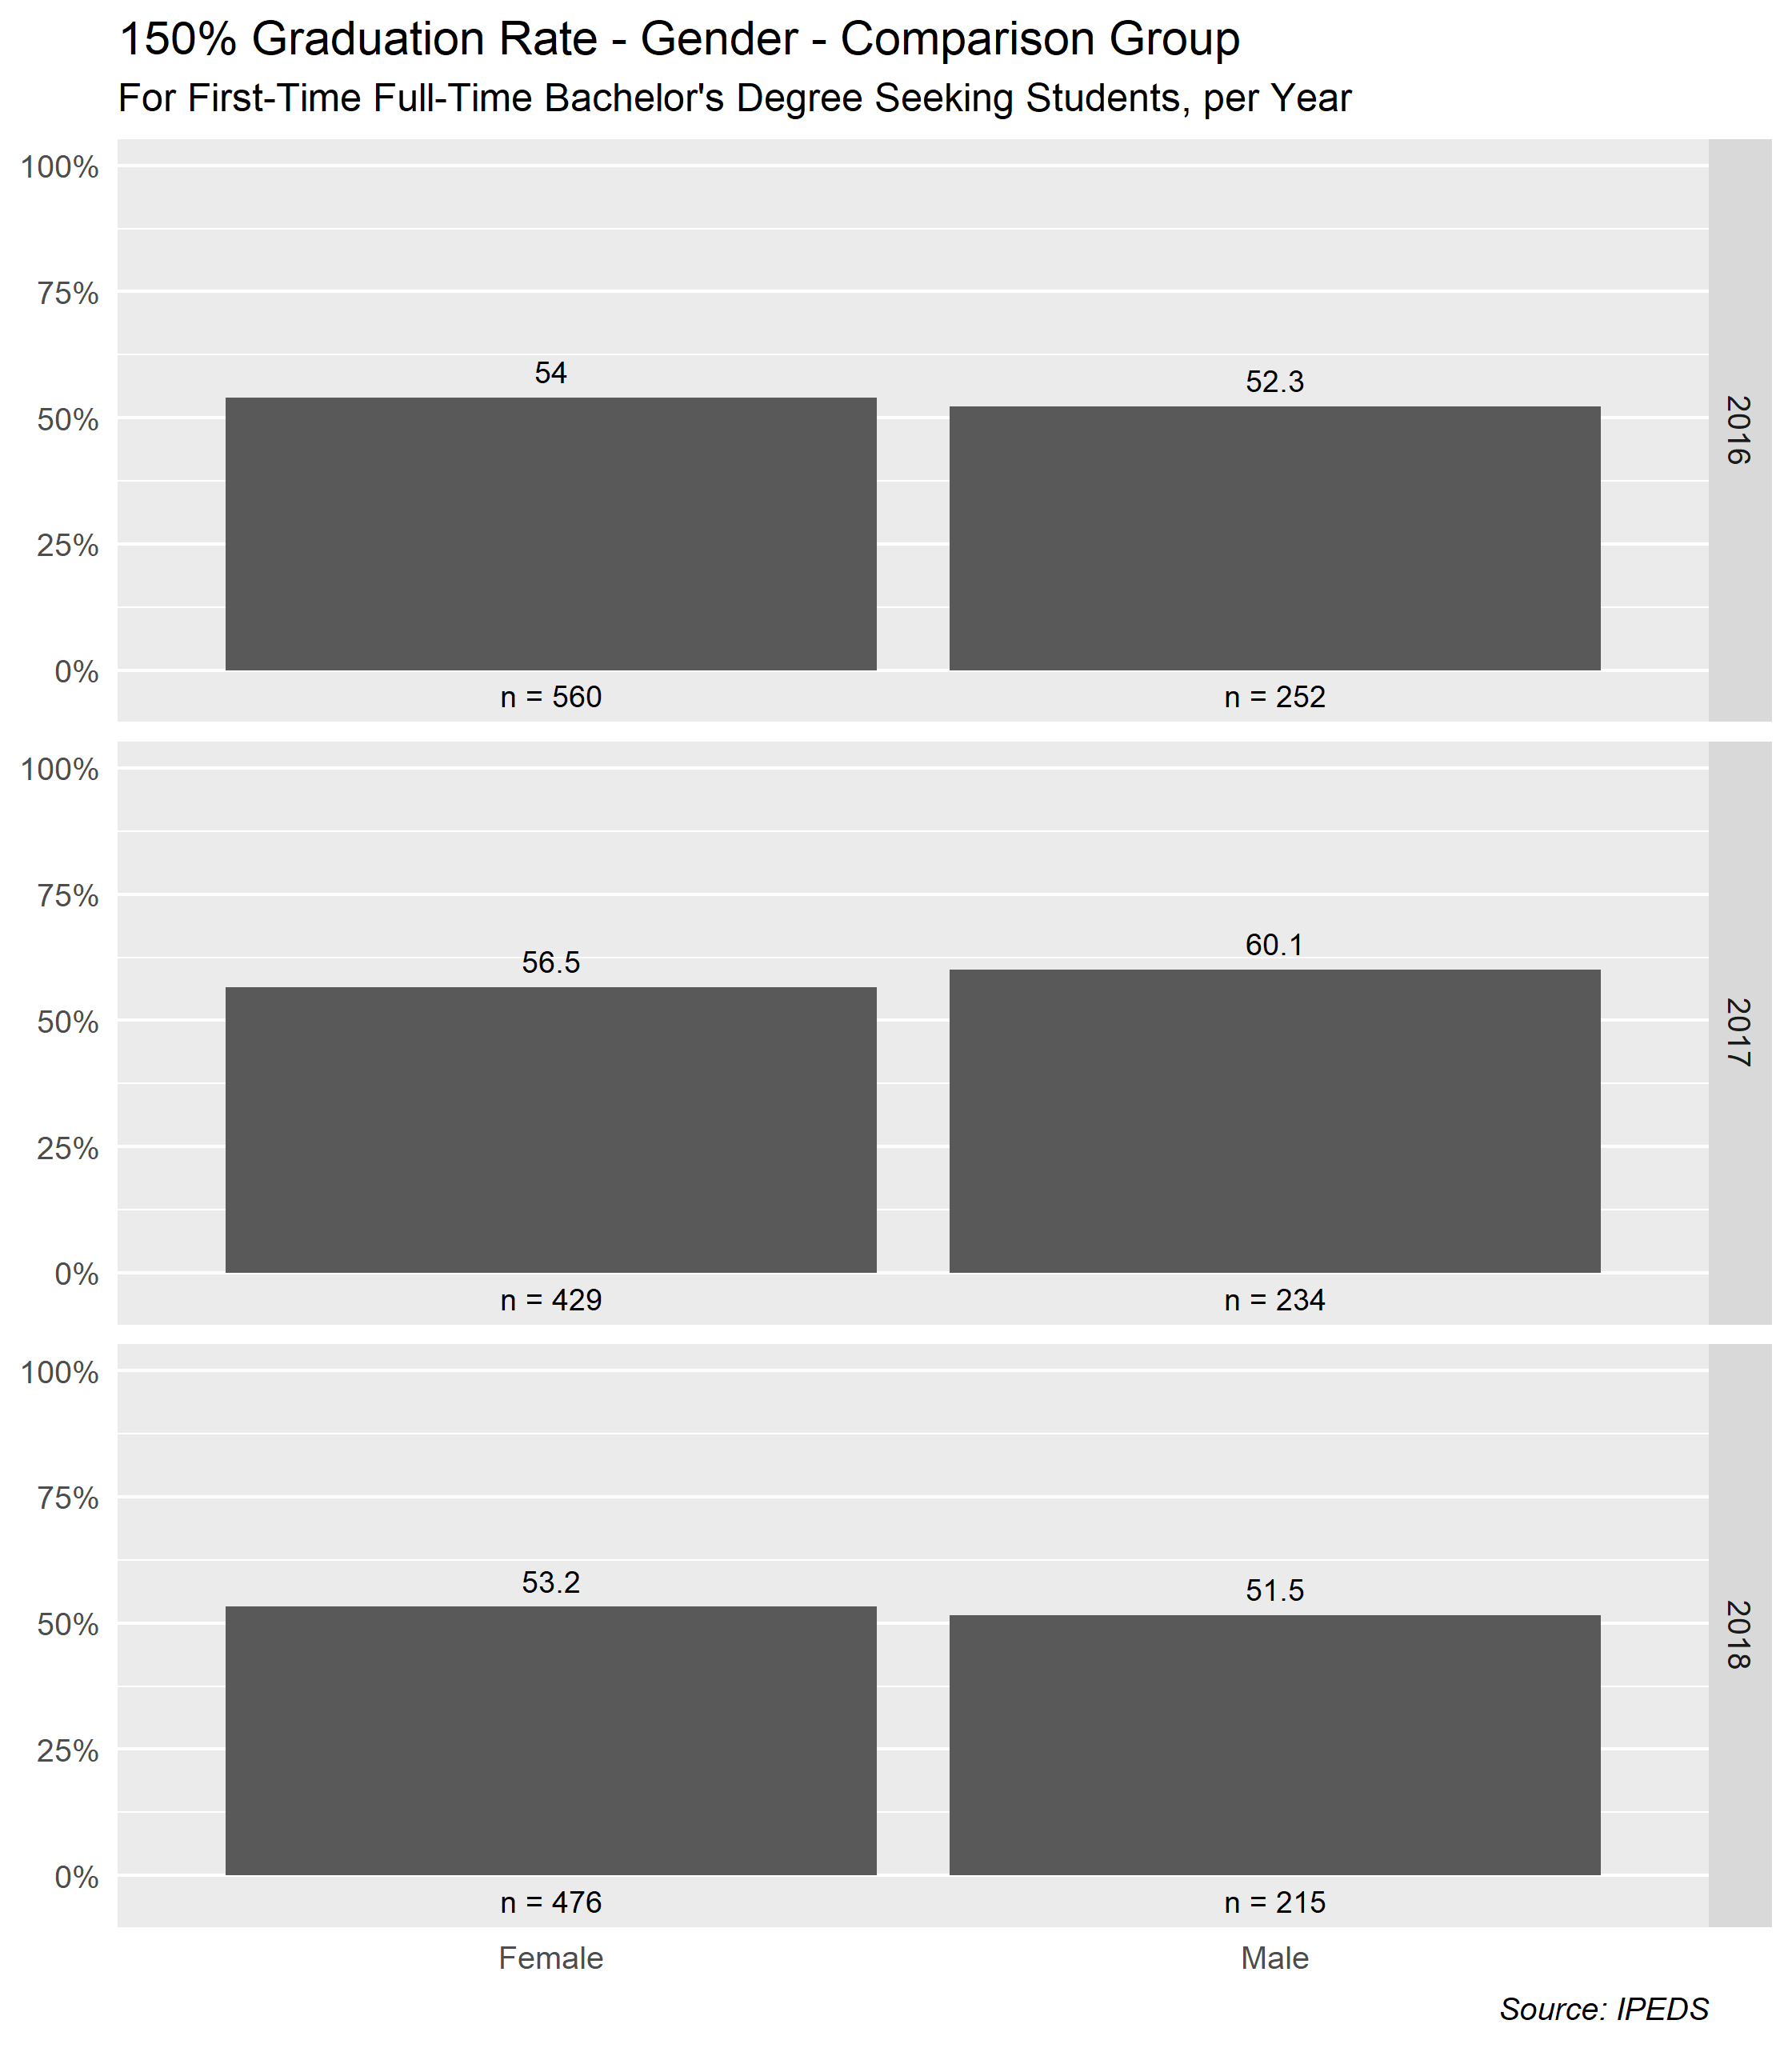 150% Graduation Rate - Gender - Comparison Group
For First-Time Full-Time Bachelor's Degree Seeking Students, per Year
100%
75%
50%
25%
0%
54
52.3
n = 560
n = 252
2016
100%
75%
50%
25%
0%
56.5
60.1
n = 429
n = 234
2017
100%
75%
50%
25%
0%
53.2
51.5
n = 476
n = 215
2018
Female
Male
Source: IPEDS